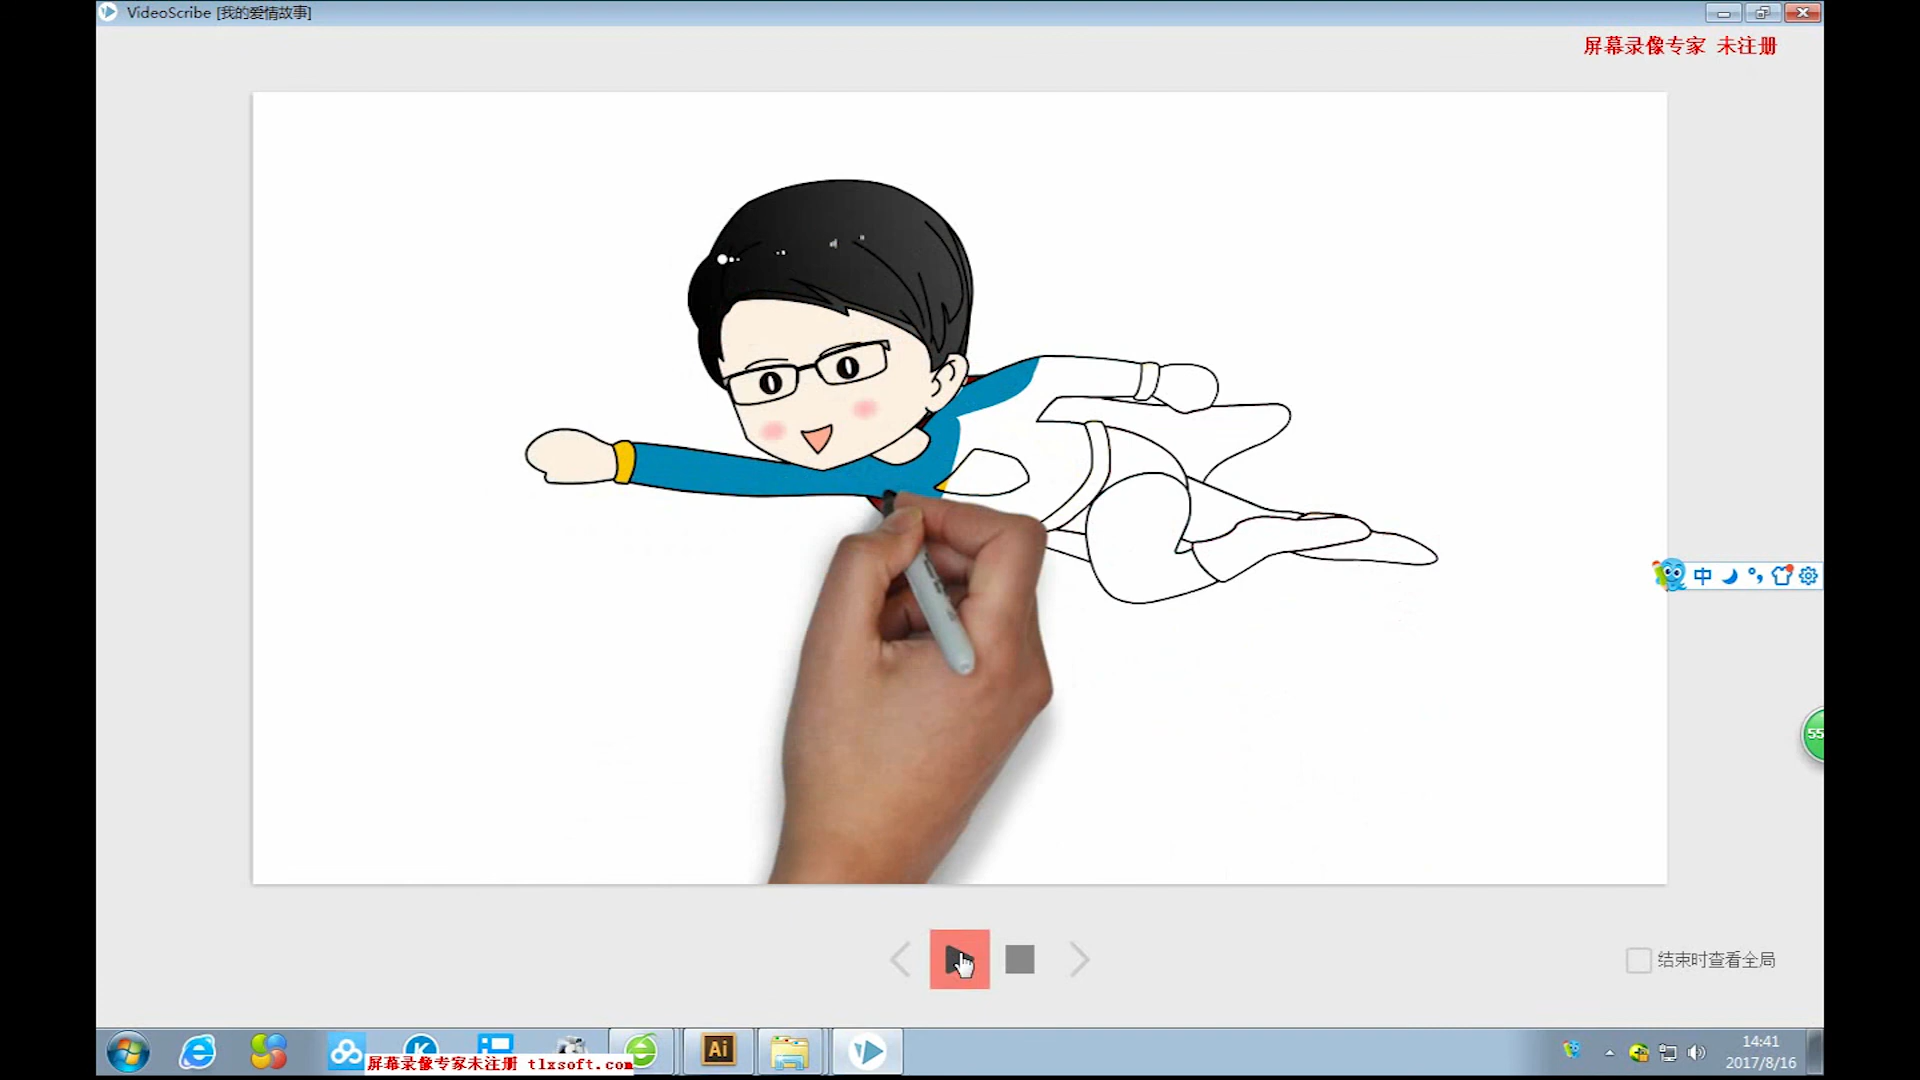 VideoScribe [我的爱情故事]
屏幕录像专家 未注册
中
55
结束时查看全局
Ai
屏幕录像专家未注册 tlxsoft.com
14:41
2017/8/16